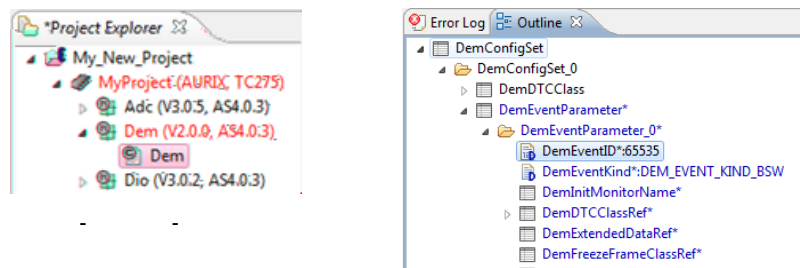 *Project Explorer
My_New_Project
MyProject (AURIX, TC275)
Adc (V3.0.5, AS4.0.3)
Dem (V2.0.0, AS4.0.3)
Dem
Dio (V3.0.2, AS4.0.3)
Error Log Outline
DemConfigSet
DemConfigSet_0
DemDTCClass
DemEventParameter*
DemEventParameter_0*
DemEventID*:65535
DemEventKind*:DEM_EVENT_KIND_BSW
DemInitMonitorName*
DemDTCClassRef*
DemExtendedDataRef*
DemFreezeFrameClassRef*